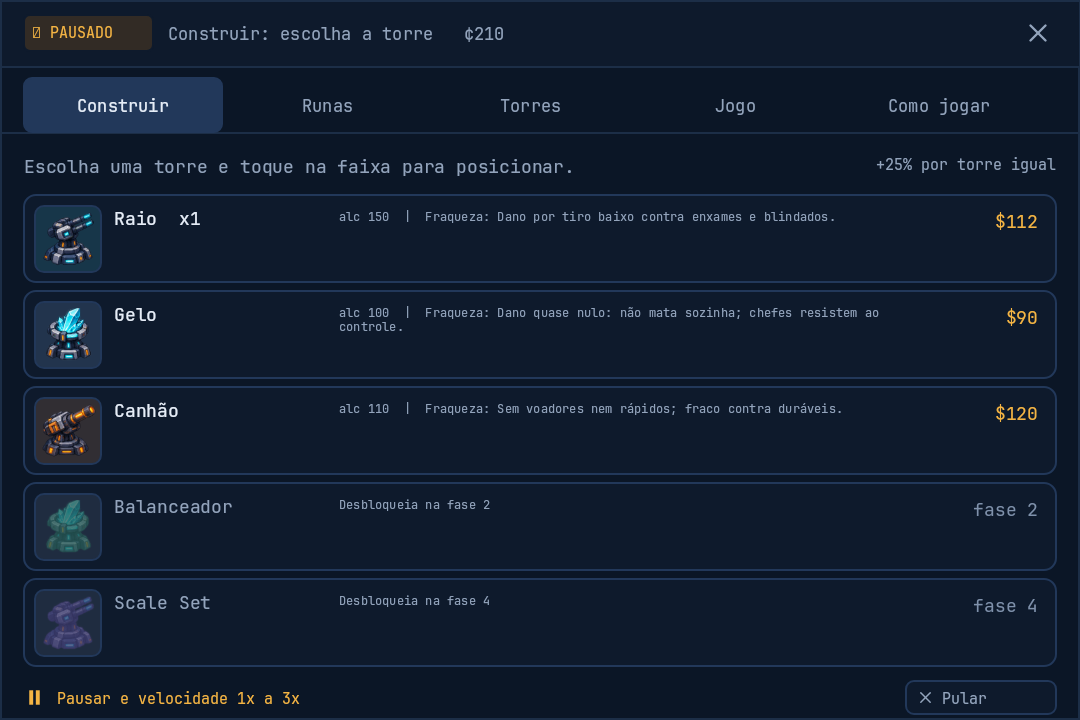 PAUSADO
Construir: escolha a torre $210
Construir Runas Torres Jogo Como jogar
Escolha uma torre e toque na faixa para posicionar. +25% por torre igual
Raio x1 alc 150 | Fraqueza: Dano por tiro baixo contra enxames e blindados. $112
Gelo alc 100 | Fraqueza: Dano quase nulo: não mata sozinha; chefes resistem ao $90
controle.
Canhão alc 110 | Fraqueza: Sem voadores nem rápidos; fraco contra duráveis. $120
Balanceador Desbloqueia na fase 2 fase 2
Scale Set Desbloqueia na fase 4 fase 4
Pausar e velocidade 1x a 3x Pular